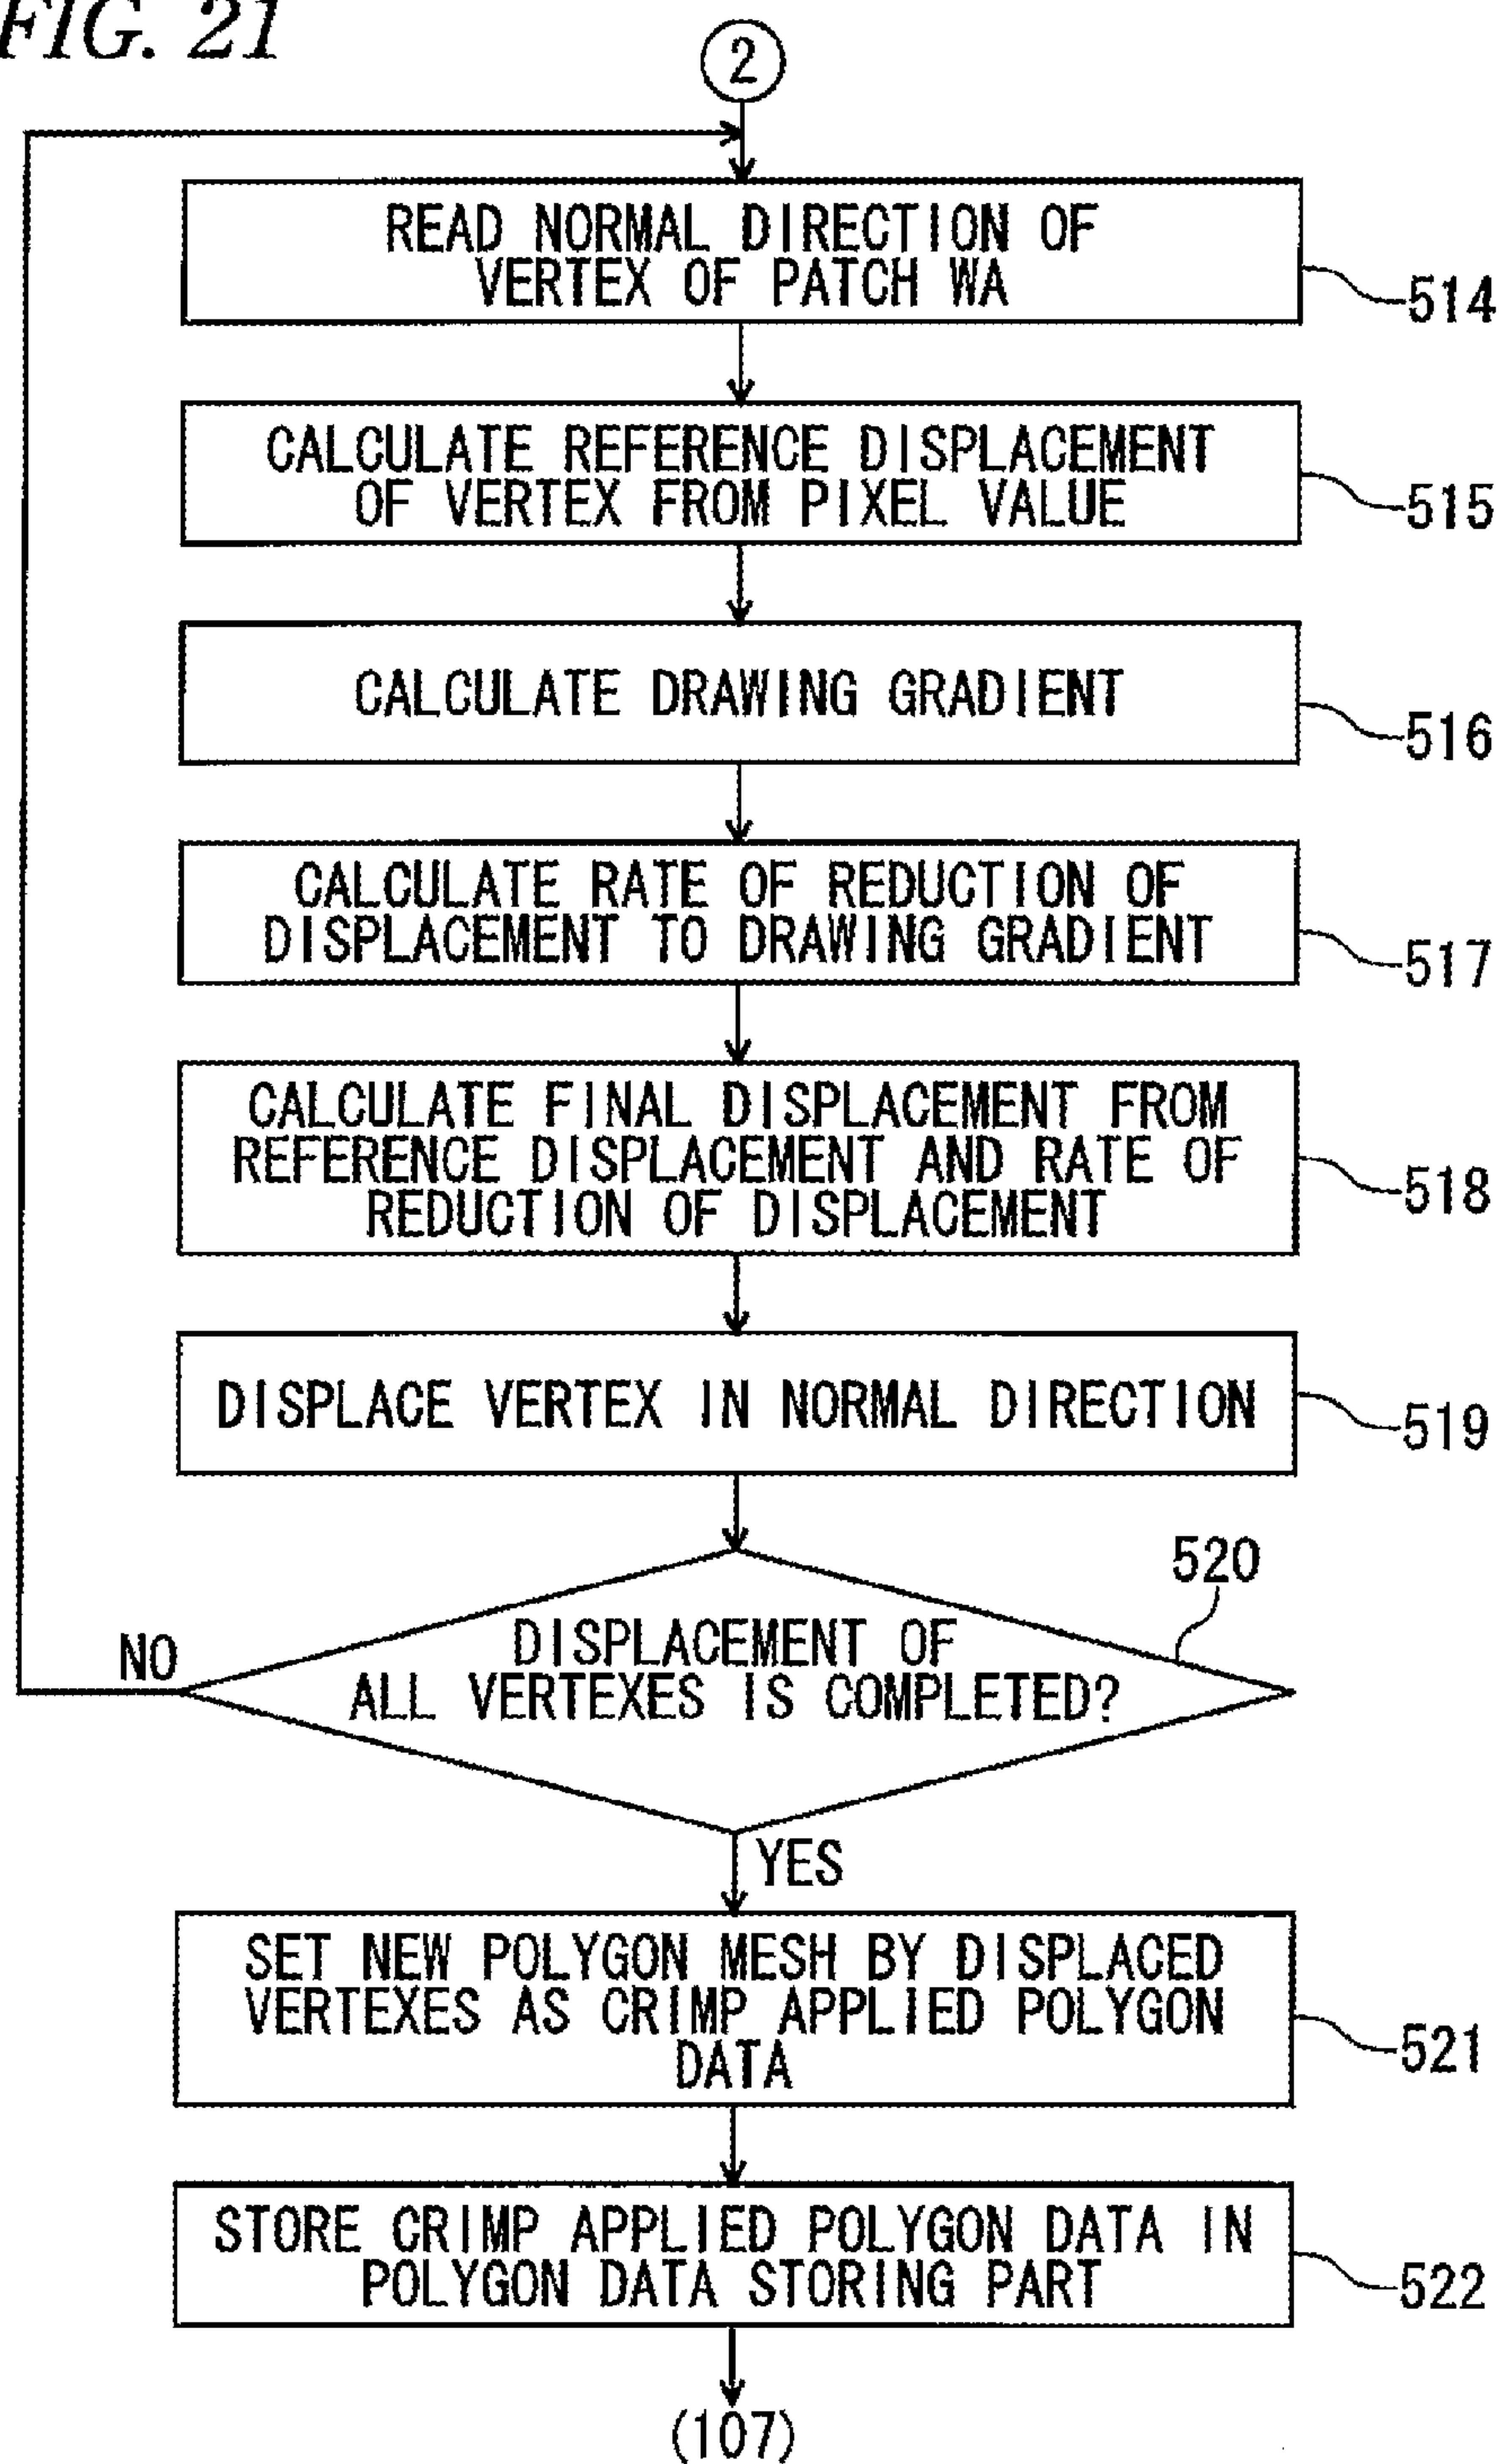 FIG. 21
2
READ NORMAL DIRECTION OF
VERTEX OF PATCH WA
514
CALCULATE REFERENCE DISPLACEMENT
OF VERTEX FROM PIXEL VALUE
515
CALCULATE DRAWING GRADIENT
516
CALCULATE RATE OF REDUCTION OF
DISPLACEMENT TO DRAWING GRADIENT
517
CALCULATE FINAL DISPLACEMENT FROM
REFERENCE DISPLACEMENT AND RATE OF
REDUCTION OF DISPLACEMENT
518
DISPLACE VERTEX IN NORMAL DIRECTION
519
520
NO
DISPLACEMENT OF
ALL VERTEXES IS COMPLETED?
YES
SET NEW POLYGON MESH BY DISPLACED
VERTEXES AS CRIMP APPLIED POLYGON
DATA
521
STORE CRIMP APPLIED POLYGON DATA IN
POLYGON DATA STORING PART
522
(107)